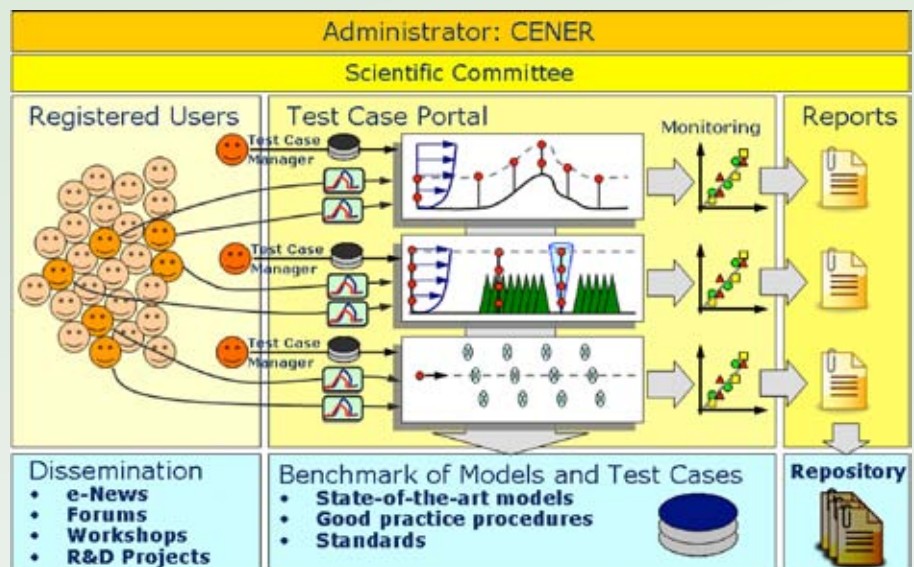 Administrator: CENER
Scientific Committee
Registered Users
Test Case Portal
Monitoring
Reports
Test Case
Manager
Test Case
Manager
Test Case
Manager
Dissemination
• e-News
• Forums
• Workshops
• R&D Projects
Benchmark of Models and Test Cases
• State-of-the-art models
• Good practice procedures
• Standards
Repository